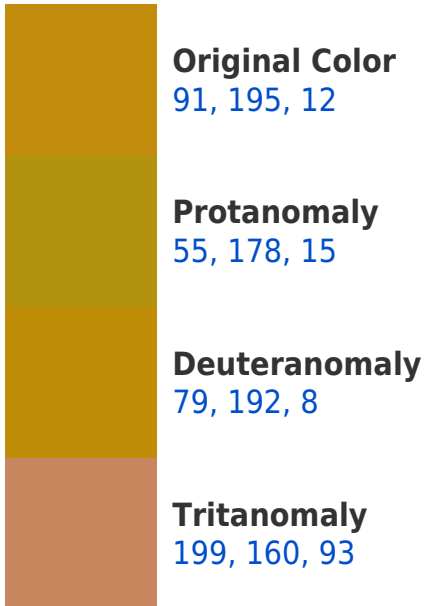 Original Color
91, 195, 12
Protanomaly
55, 178, 15
Deuteranomaly
79, 192, 8
Tritanomaly
199, 160, 93